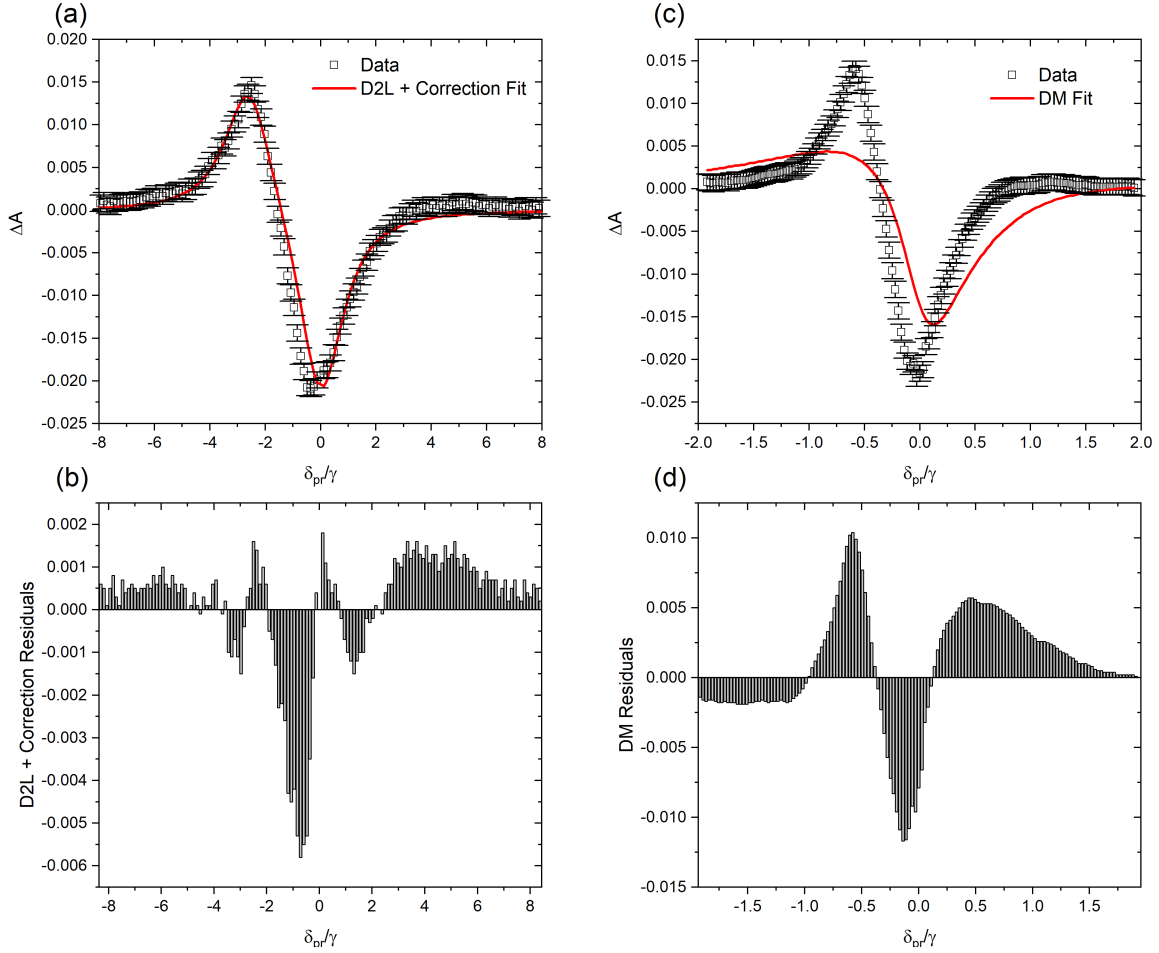 (a)
0.020
0.015
0.010
0.005
0.000
-0.005
-0.010
-0.015
-0.020
-0.025
ΔA
Data
D2L + Correction Fit
-8 -6 -4 -2 0 2 4 6 8
δpr/γ
(c)
0.015
0.010
0.005
0.000
-0.005
-0.010
-0.015
-0.020
-0.025
ΔA
Data
DM Fit
-2.0 -1.5 -1.0 -0.5 0.0 0.5 1.0 1.5 2.0
δpr/γ
(b)
0.002
0.001
0.000
-0.001
-0.002
-0.003
-0.004
-0.005
-0.006
D2L + Correction Residuals
-8 -6 -4 -2 0 2 4 6 8
δpr/γ
(d)
0.010
0.005
0.000
-0.005
-0.010
-0.015
DM Residuals
-1.5 -1.0 -0.5 0.0 0.5 1.0 1.5
δpr/γ